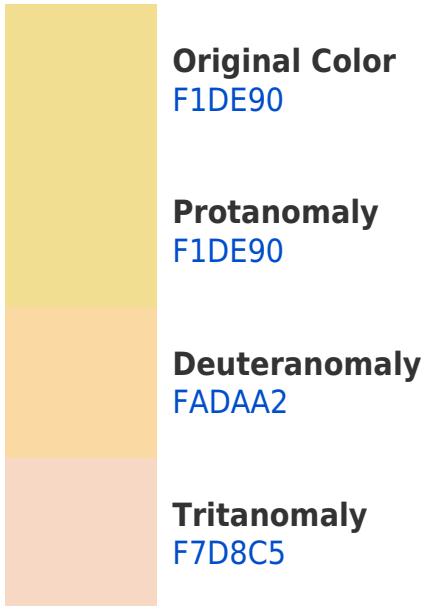 Original Color
F1DE90
Protanomaly
F1DE90
Deuteranomaly
FADAA2
Tritanomaly
F7D8C5